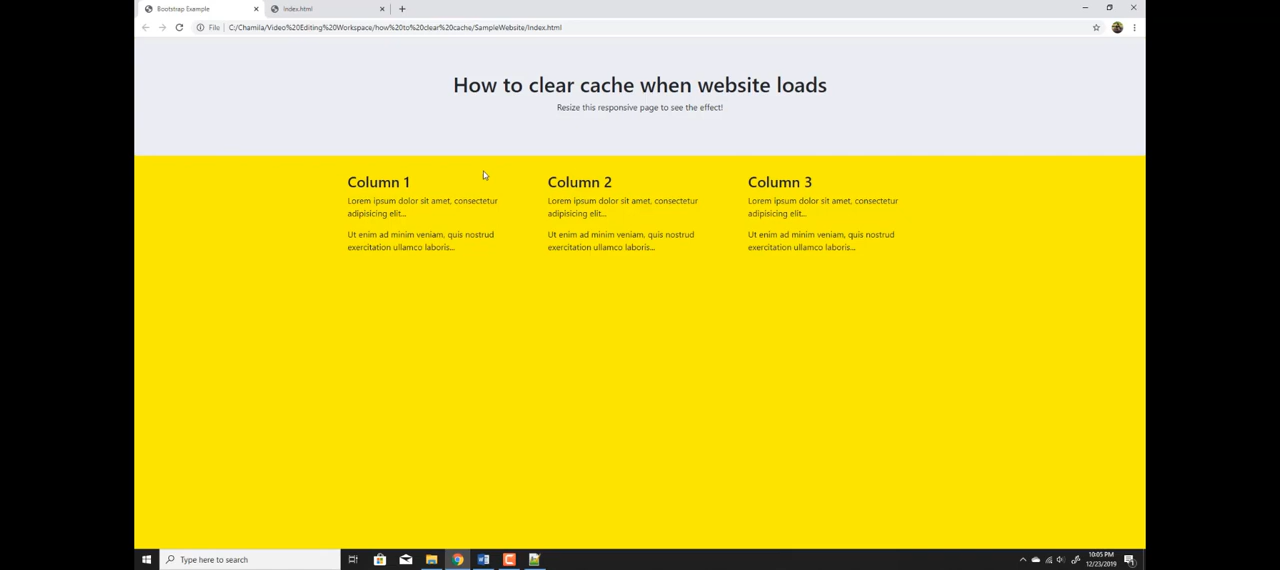 Bootstrap Example
Index.html
File
C:/Chamila/Video%20Editing%20Workspace/how%20to%20clear%20cache/SampleWebsite/Index.html
How to clear cache when website loads
Resize this responsive page to see the effect!
Column 1
Lorem ipsum dolor sit amet, consectetur
adipisicing elit...
Ut enim ad minim veniam, quis nostrud
exercitation ullamco laboris...
Column 2
Lorem ipsum dolor sit amet, consectetur
adipisicing elit...
Ut enim ad minim veniam, quis nostrud
exercitation ullamco laboris...
Column 3
Lorem ipsum dolor sit amet, consectetur
adipisicing elit...
Ut enim ad minim veniam, quis nostrud
exercitation ullamco laboris...
Type here to search
10:05 PM
12/23/2019